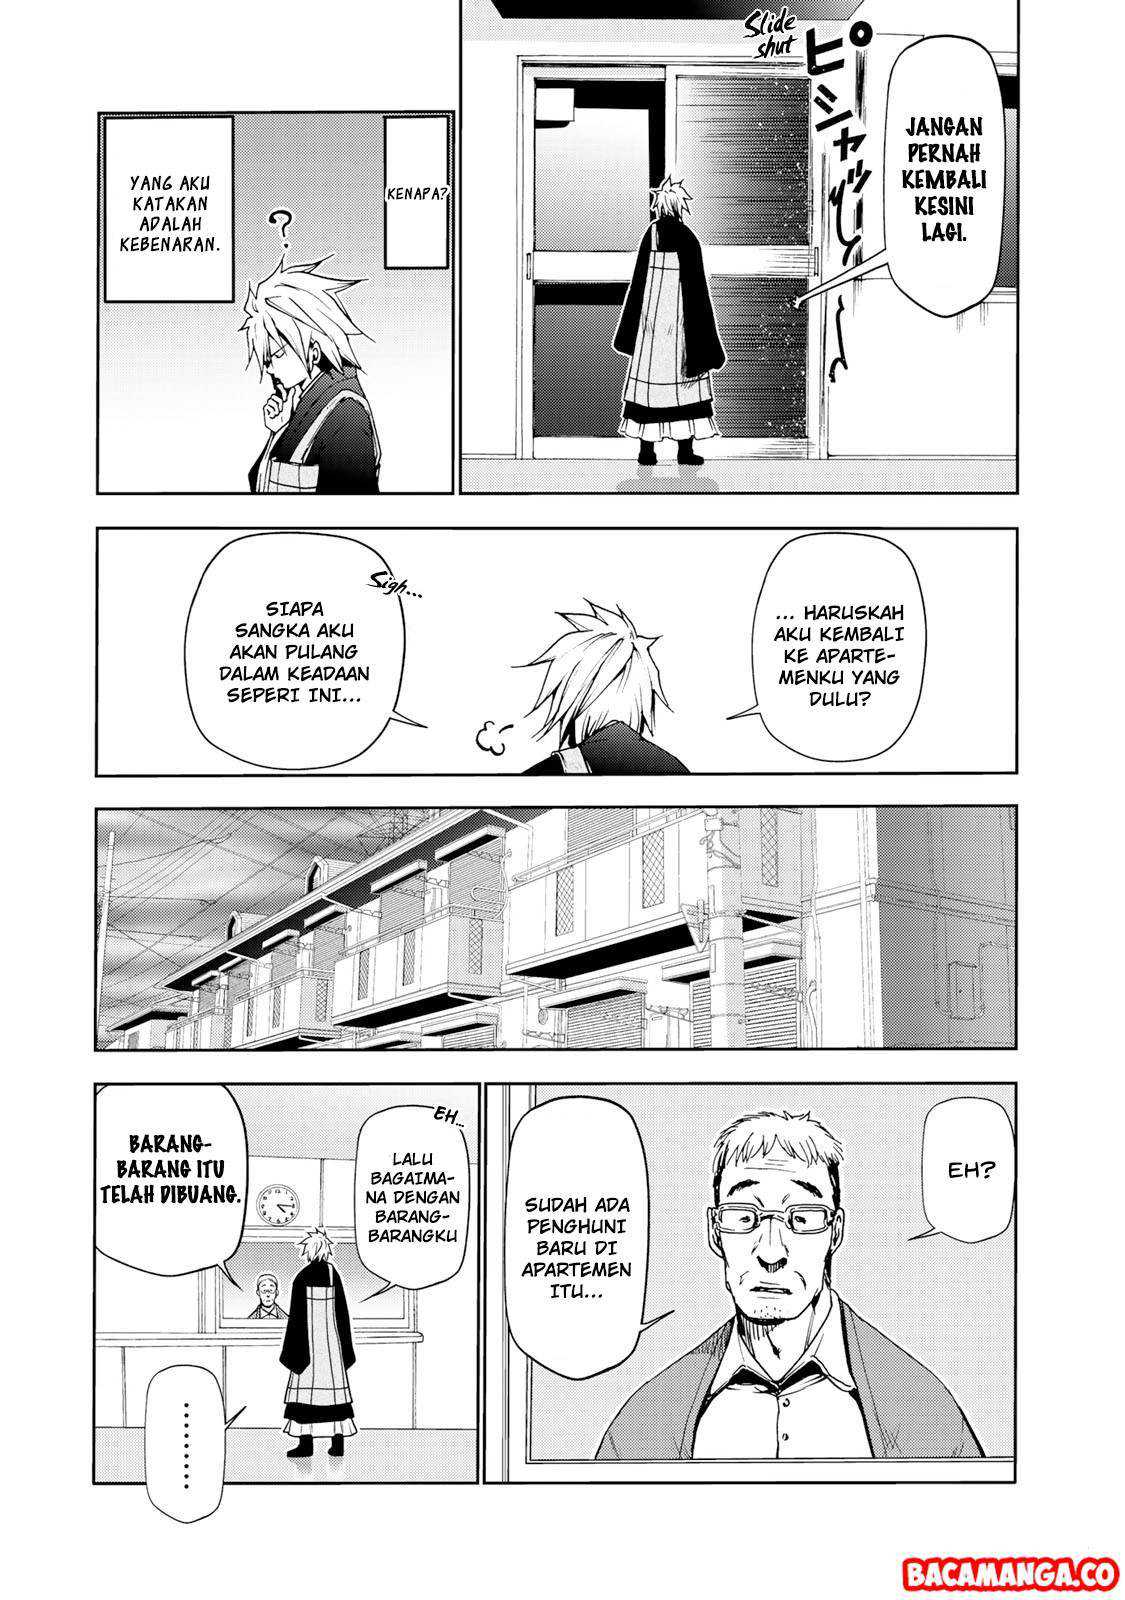 Slide
shut
ピシャッ
JANGAN
PERNAH
KEMBALI
KESINI
LAGI.
KENAPA?
YANG AKU
KATAKAN
ADALAH
KEBENARAN.
?
... HARUSKAH
AKU KEMBALI
KE APARTE-
MENKU YANG
DULU?
Sigh...
SIAPA
SANGKA AKU
AKAN PULANG
DALAM KEADAAN
SEPERI INI...
EH?
SUDAH ADA
PENGHUNI
BARU DI
APARTEMEN
ITU...
EH...
LALU
BAGAIMA-
NA DENGAN
BARANG-
BARANGKU
BARANG-
BARANG ITU
TELAH DIBUANG.
.........
BACAMANGA.CO